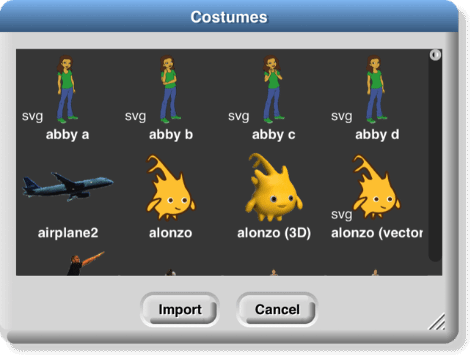 Costumes
svg
abby a
svg
abby b
svg
abby c
svg
abby d
airplane2
alonzo
alonzo (3D)
svg
alonzo (vector
Import
Cancel